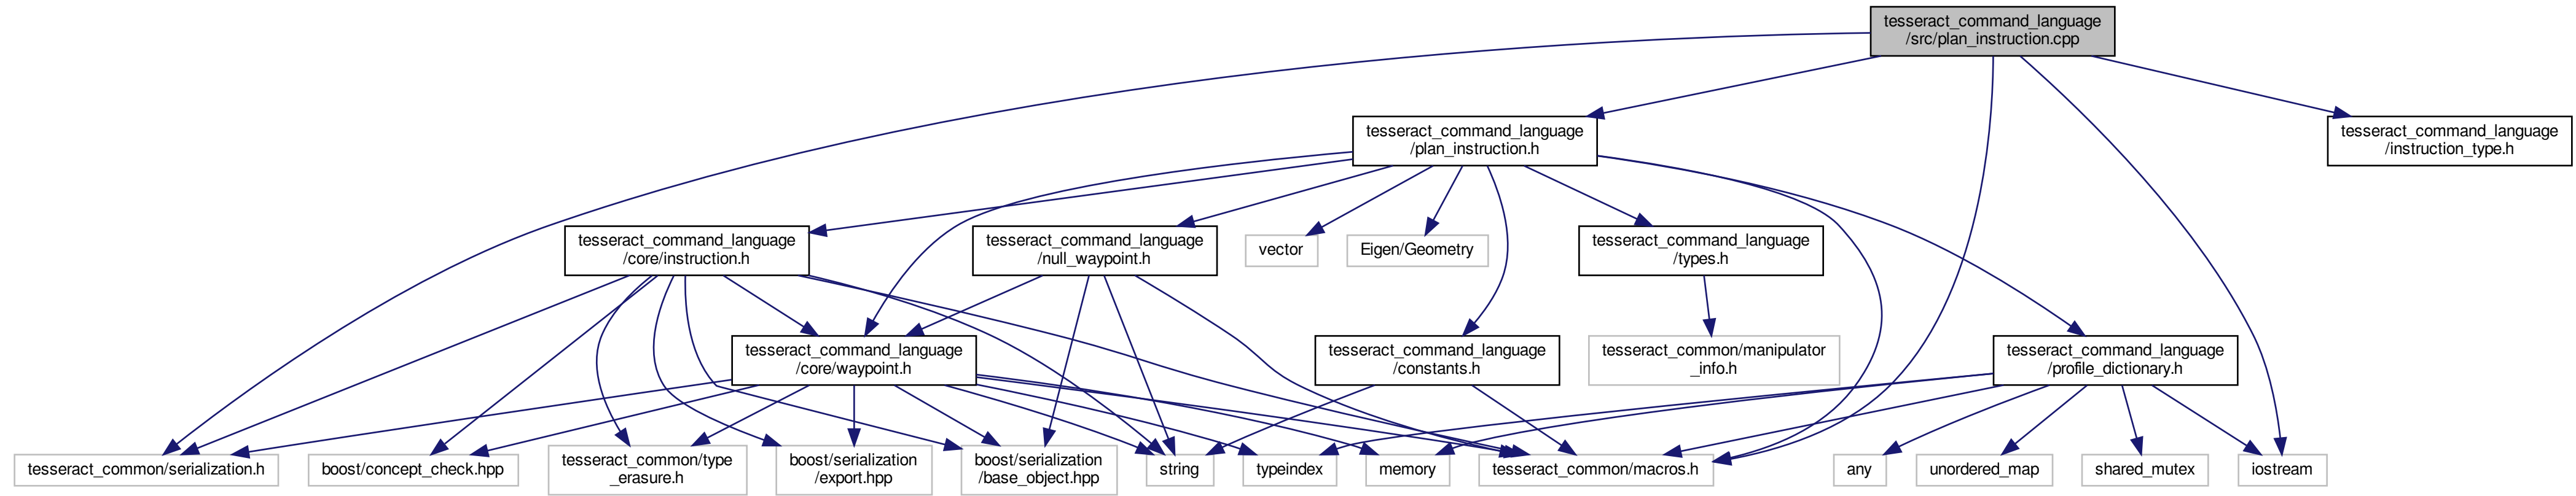 tesseract_command_language
/src/plan_instruction.cpp
tesseract_command_language
/plan_instruction.h
tesseract_command_language
/instruction_type.h
tesseract_command_language
/core/instruction.h
tesseract_command_language
/null_waypoint.h
vector
Eigen/Geometry
tesseract_command_language
/types.h
tesseract_command_language
/core/waypoint.h
tesseract_command_language
/constants.h
tesseract_common/manipulator
_info.h
tesseract_command_language
/profile_dictionary.h
tesseract_common/serialization.h
boost/concept_check.hpp
tesseract_common/type
_erasure.h
boost/serialization
/export.hpp
boost/serialization
/base_object.hpp
string
typeindex
memory
tesseract_common/macros.h
any
unordered_map
shared_mutex
iostream